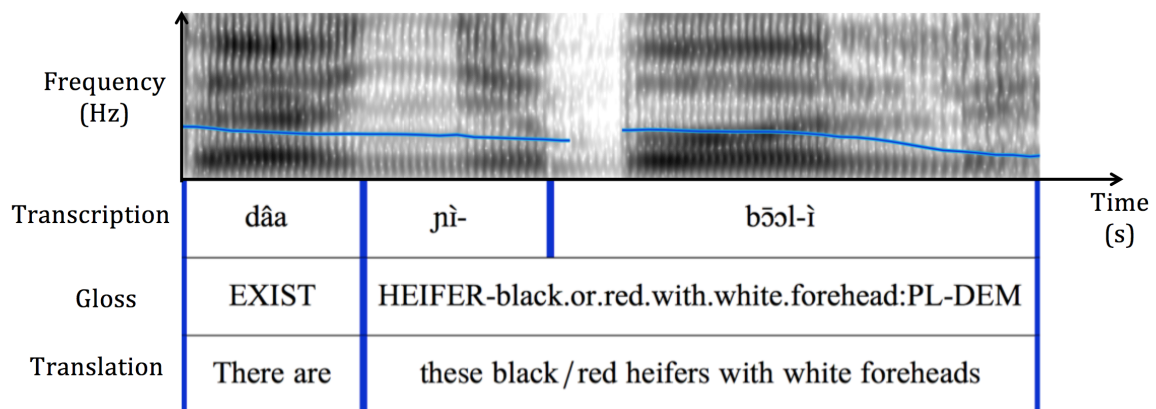 Frequency
(Hz)
Time
(s)
Transcription dâa ɲì- bɔ̄ɔl-ì
Gloss EXIST HEIFER-black.or.red.with.white.forehead:PL-DEM
Translation There are these black/red heifers with white foreheads